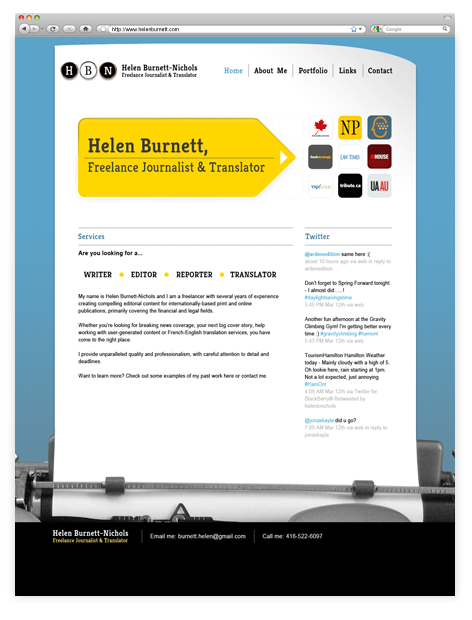 http://www.helenburnett.com
Google
H B N
Helen Burnett-Nichols
Freelance Journalist & Translator
Home About Me Portfolio Links Contact
Helen Burnett,
Freelance Journalist & Translator
NP
LAW TIMES
HOUSE
tribute.ca
UA AU
Services
Are you looking for a...
WRITER EDITOR REPORTER TRANSLATOR
My name is Helen Burnett-Nichols and I am a freelancer with several years of experience
creating compelling editorial content for internationally-based print and online
publications, primarily covering the financial and legal fields.
Whether you're looking for breaking news coverage, your next big cover story, help
working with user-generated content or French-English translation services, you have
come to the right place.
I provide unparalleled quality and professionalism, with careful attention to detail and
deadlines.
Want to learn more? Check out some examples of my past work here or contact me.
Twitter
@ardenedition same here :(
about 10 hours ago via web in reply to
ardenedition
Don't forget to Spring Forward tonight
- I almost did......!
#daylightsavingstime
5:45 PM Mar 12th via web
Another fun afternoon at the Gravity
Climbing Gym! I'm getting better every
time :) #gravityclimbing #hamont
5:43 PM Mar 12th via web
TourismHamilton Hamilton Weather
today - Mainly cloudy with a high of 5.
Oh lookie here, rain starting at 1pm.
Not a lot expected, just annoying
#HamOnt
4:09 AM Mar 12th via Twitter for
BlackBerry® Retweeted by
helenbnichols
@jonaekayla did u go?
7:09 AM Mar 12th via web in reply to
jonaekayla
Helen Burnett-Nichols
Freelance Journalist & Translator
Email me: burnett.helen@gmail.com
Call me: 416-522-6097